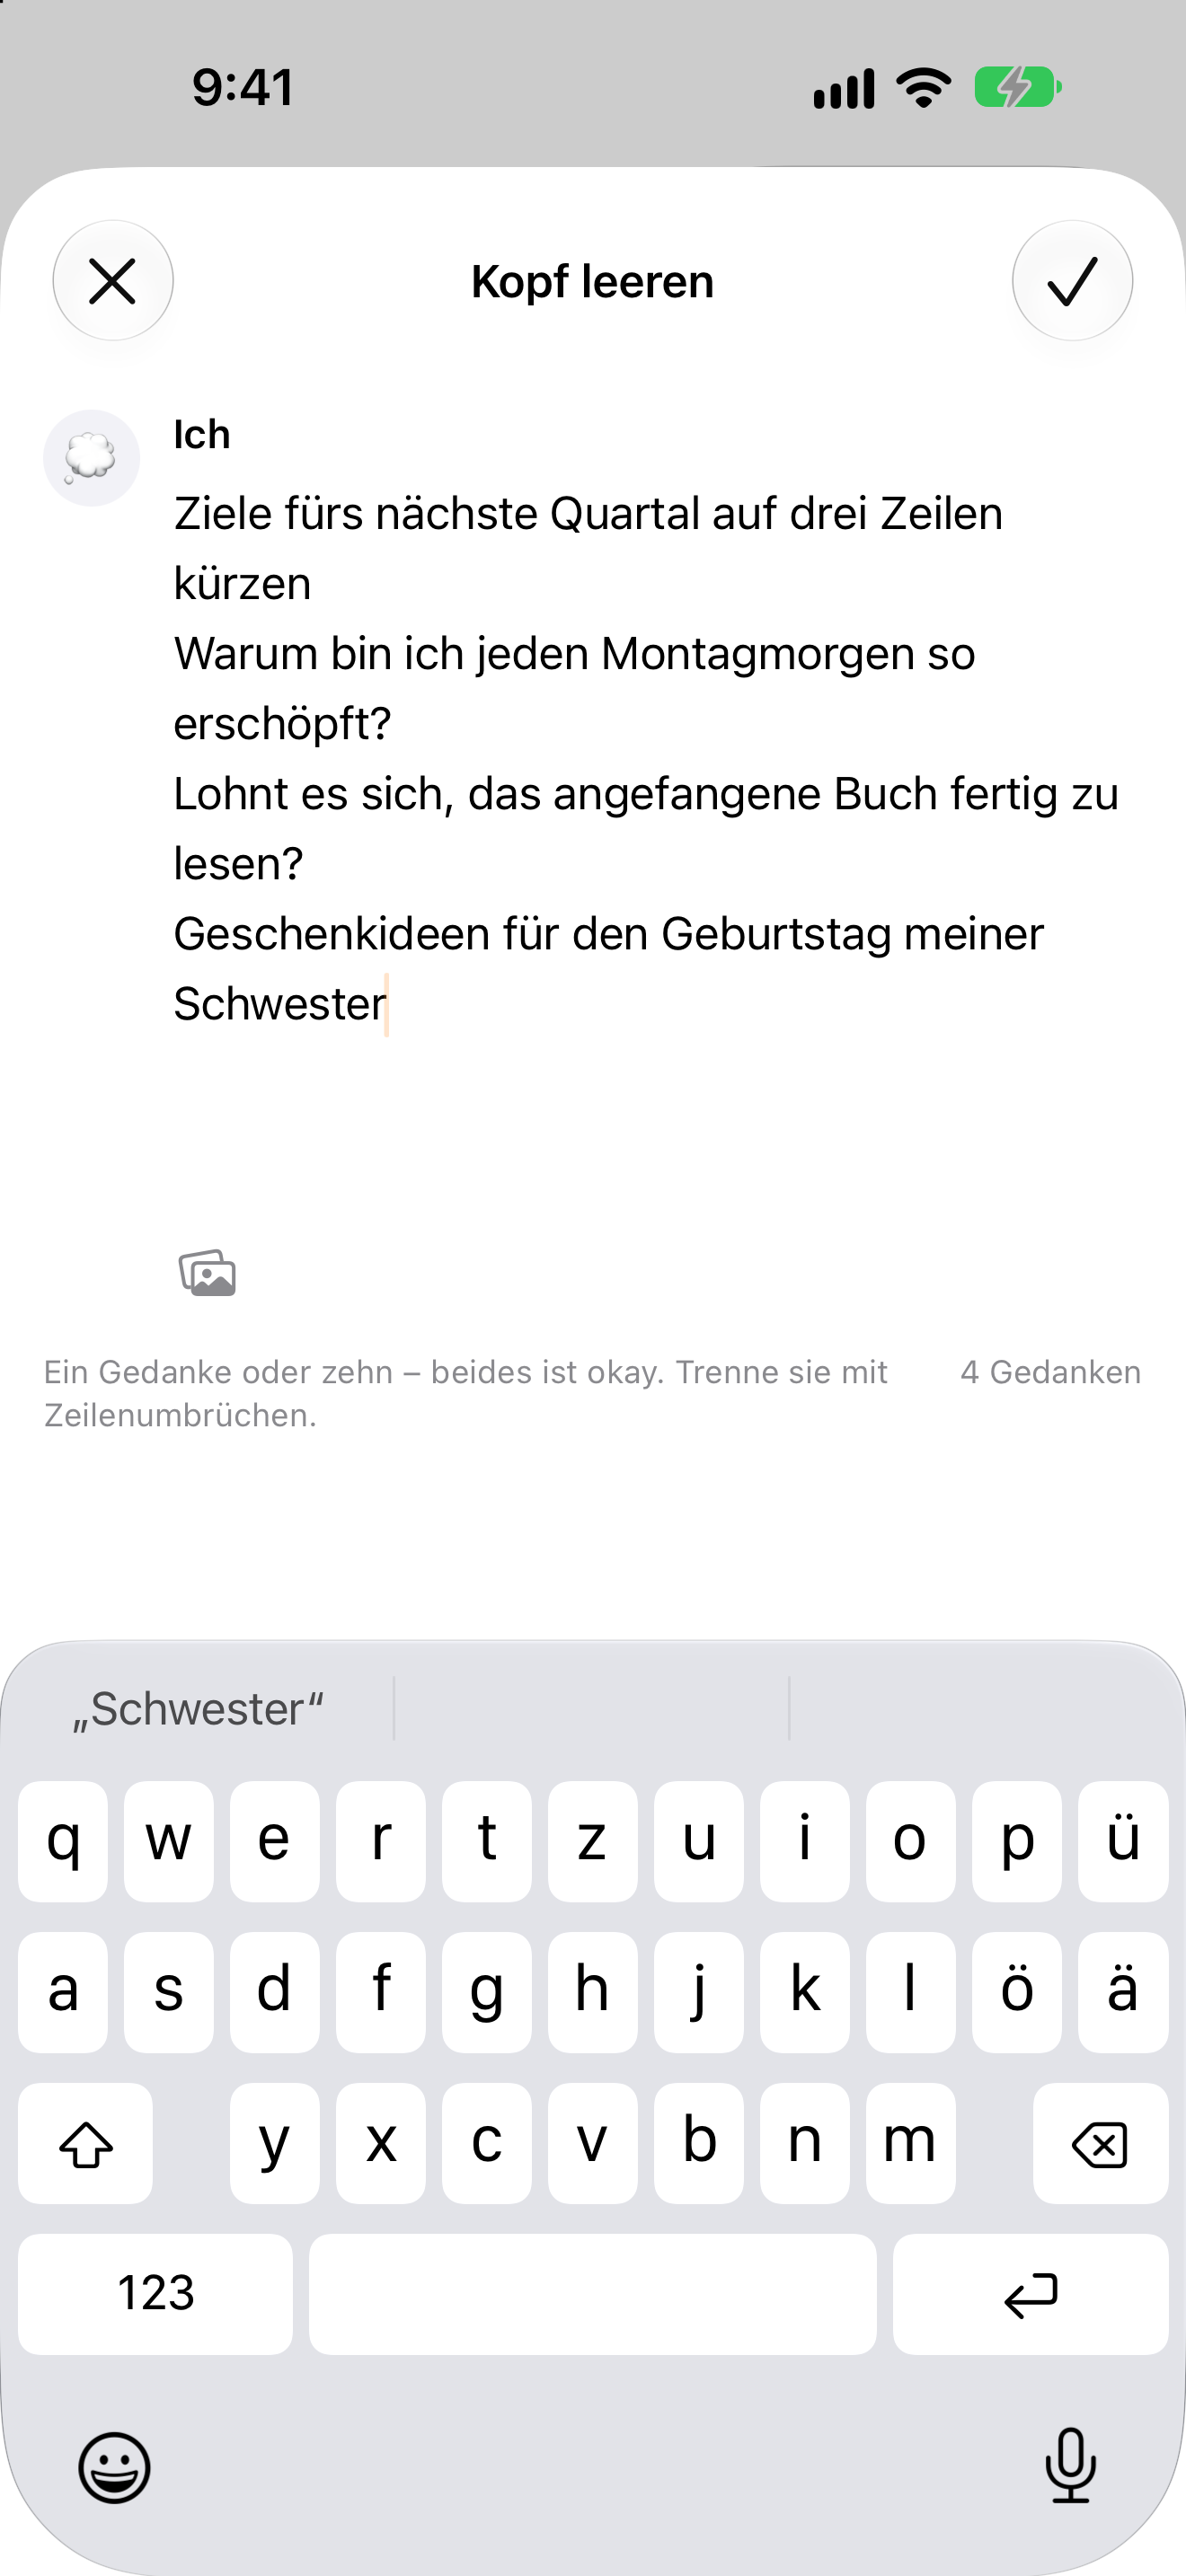 9:41
Kopf leeren
Ich
Ziele fürs nächste Quartal auf drei Zeilen
kürzen
Warum bin ich jeden Montagmorgen so
erschöpft?
Lohnt es sich, das angefangene Buch fertig zu
lesen?
Geschenkideen für den Geburtstag meiner
Schwester
Ein Gedanke oder zehn – beides ist okay. Trenne sie mit
Zeilenumbrüchen.
4 Gedanken
„Schwester“
q w e r t z u i o p ü
a s d f g h j k l ö ä
y x c v b n m
123